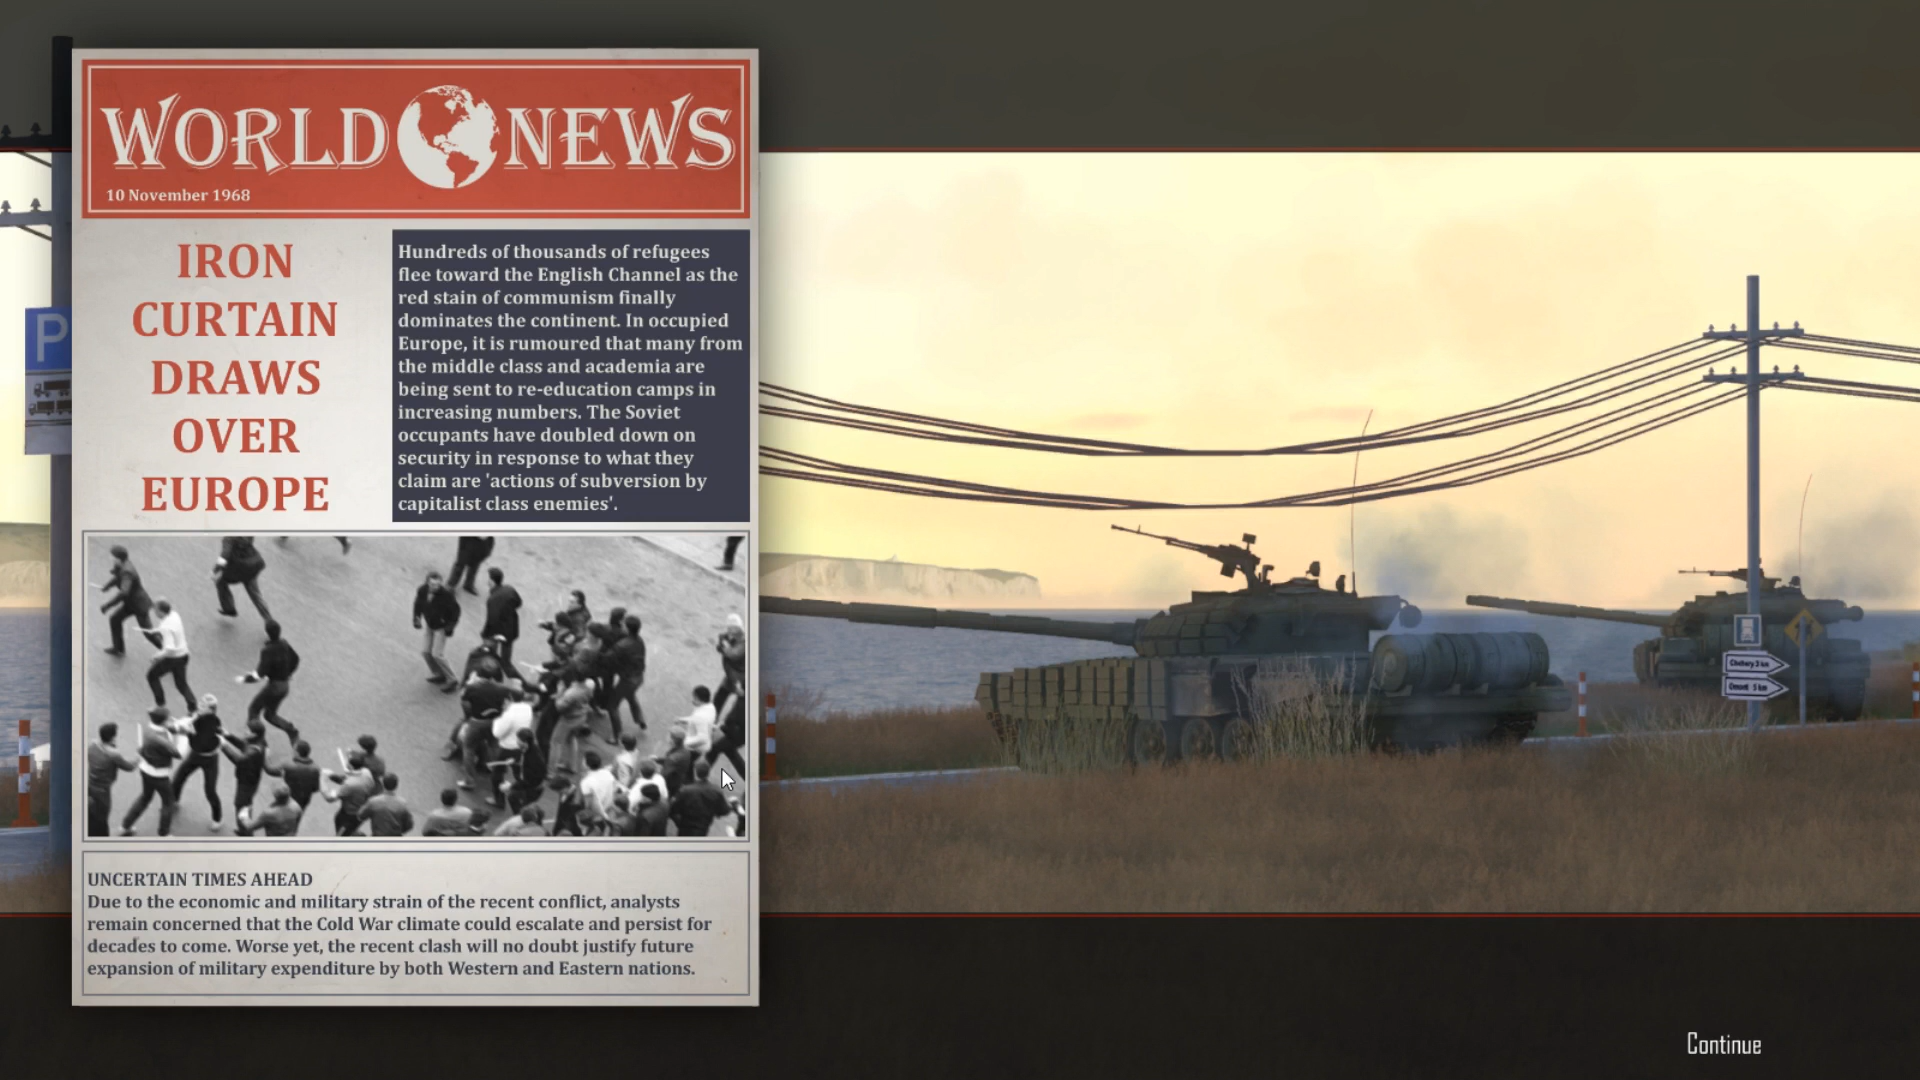 WORLD NEWS
10 November 1968
IRON
CURTAIN
DRAWS
OVER
EUROPE
Hundreds of thousands of refugees
flee toward the English Channel as the
red stain of communism finally
dominates the continent. In occupied
Europe, it is rumoured that many from
the middle class and academia are
being sent to re-education camps in
increasing numbers. The Soviet
occupants have doubled down on
security in response to what they
claim are 'actions of subversion by
capitalist class enemies'.
UNCERTAIN TIMES AHEAD
Due to the economic and military strain of the recent conflict, analysts
remain concerned that the Cold War climate could escalate and persist for
decades to come. Worse yet, the recent clash will no doubt justify future
expansion of military expenditure by both Western and Eastern nations.
P
Continue